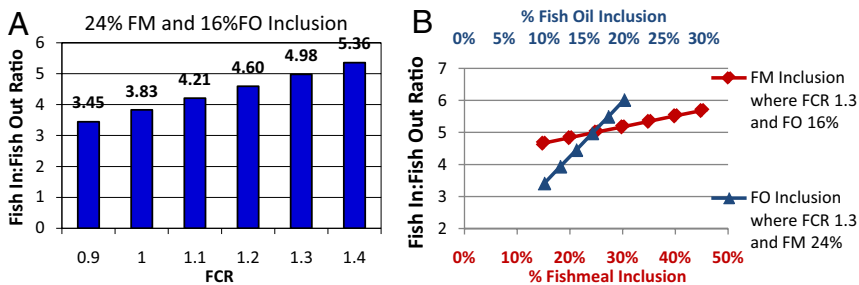 A
24% FM and 16%FO Inclusion
Fish In:Fish Out Ratio
6
5
4
3
2
1
0
3.45
3.83
4.21
4.60
4.98
5.36
0.9 1 1.1 1.2 1.3 1.4
FCR
B
% Fish Oil Inclusion
0% 5% 10% 15% 20% 25% 30%
Fish In:Fish Out Ratio
7
6
5
4
3
2
0% 10% 20% 30% 40% 50%
% Fishmeal Inclusion
FM Inclusion
where FCR 1.3
and FO 16%
FO Inclusion
where FCR 1.3
and FM 24%